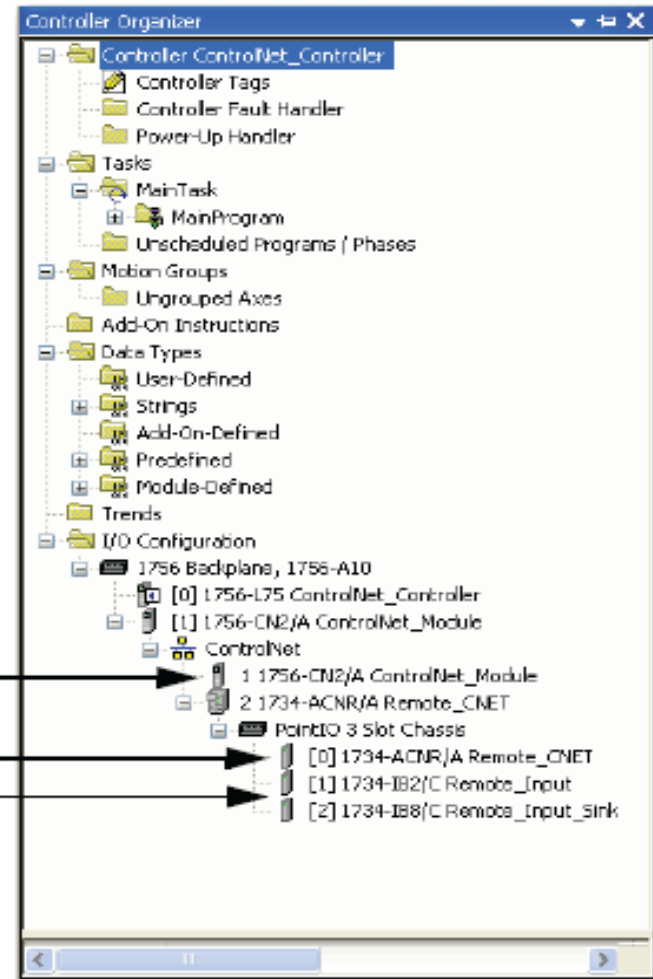 Controller Organizer
Controller ControlNet_Controller
Controller Tags
Controller Fault Handler
Power-Up Handler
Tasks
MainTask
MainProgram
Unscheduled Programs / Phases
Motion Groups
Ungrouped Axes
Add-On Instructions
Data Types
User-Defined
Strings
Add-On-Defined
Predefined
Module-Defined
Trends
I/O Configuration
1756 Backplane, 1756-A10
[0] 1756-L75 ControlNet_Controller
[1] 1756-CN2/A ControlNet_Module
ControlNet
1 1756-CN2/A ControlNet_Module
2 1734-ACNR/A Remote_CNET
PointIO 3 Slot Chassis
[0] 1734-ACNR/A Remote_CNET
[1] 1734-IB2/C Remote_Input
[2] 1734-IB8/C Remote_Input_Sink